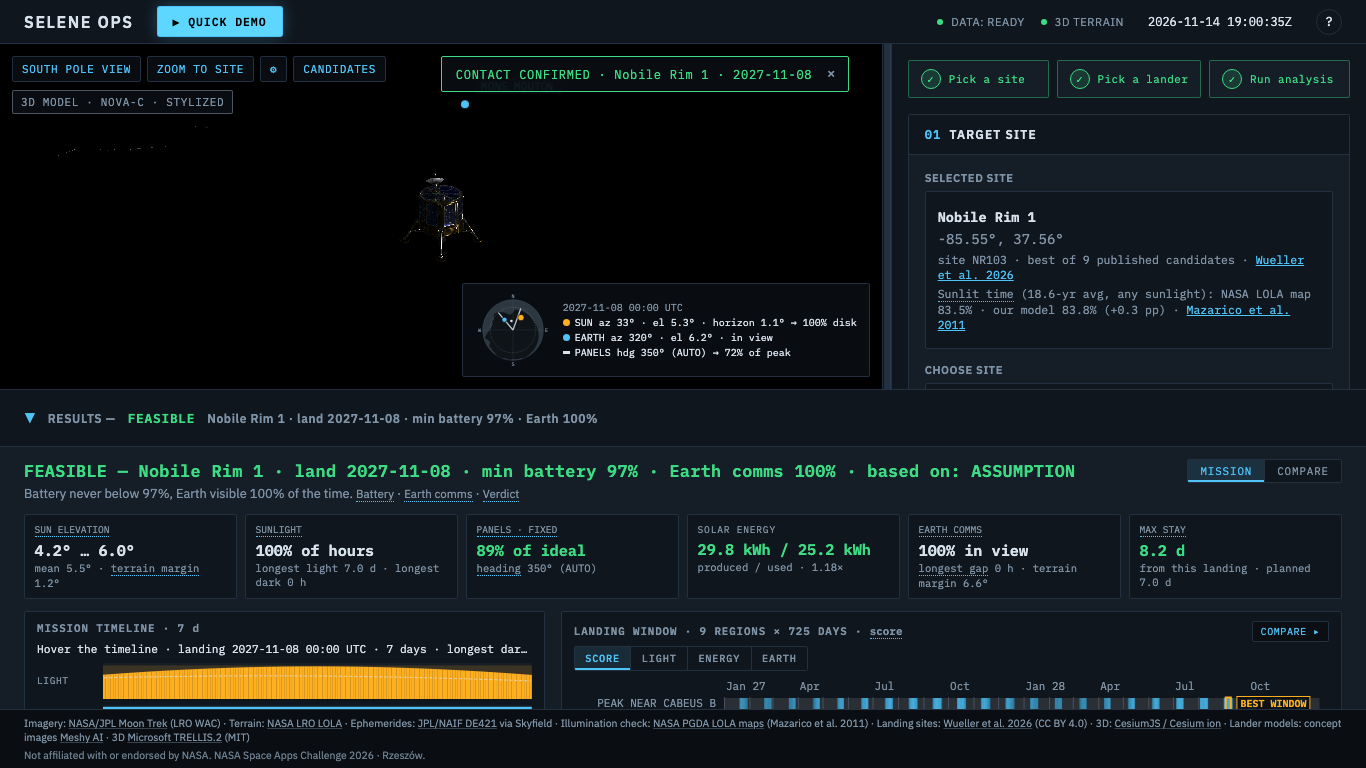 SELENE OPS
▶ QUICK DEMO
DATA: READY
3D TERRAIN
2026-11-14 19:00:35Z
?
SOUTH POLE VIEW
ZOOM TO SITE
⚙
CANDIDATES
3D MODEL · NOVA-C · STYLIZED
CONTACT CONFIRMED · Nobile Rim 1 · 2027-11-08 ×
N
W
E
S
2027-11-08 00:00 UTC
SUN az 33° · el 5.3° · horizon 1.1° → 100% disk
EARTH az 320° · el 6.2° · in view
PANELS hdg 350° (AUTO) → 72% of peak
✓ Pick a site
✓ Pick a lander
✓ Run analysis
01 TARGET SITE
SELECTED SITE
Nobile Rim 1
-85.55°, 37.56°
site NR103 · best of 9 published candidates · Wueller
et al. 2026
Sunlit time (18.6-yr avg, any sunlight): NASA LOLA map
83.5% · our model 83.8% (+0.3 pp) · Mazarico et al.
2011
CHOOSE SITE
▼ RESULTS — FEASIBLE Nobile Rim 1 · land 2027-11-08 · min battery 97% · Earth 100%
FEASIBLE — Nobile Rim 1 · land 2027-11-08 · min battery 97% · Earth comms 100% · based on: ASSUMPTION
Battery never below 97%, Earth visible 100% of the time. Battery · Earth comms · Verdict
MISSION
COMPARE
SUN ELEVATION
4.2° … 6.0°
mean 5.5° · terrain margin
1.2°
SUNLIGHT
100% of hours
longest light 7.0 d · longest
dark 0 h
PANELS · FIXED
89% of ideal
heading 350° (AUTO)
SOLAR ENERGY
29.8 kWh / 25.2 kWh
produced / used · 1.18×
EARTH COMMS
100% in view
longest gap 0 h · terrain
margin 6.6°
MAX STAY
8.2 d
from this landing · planned
7.0 d
MISSION TIMELINE · 7 d
Hover the timeline · landing 2027-11-08 00:00 UTC · 7 days · longest dar…
LIGHT
LANDING WINDOW · 9 REGIONS × 725 DAYS · score
COMPARE ▸
SCORE
LIGHT
ENERGY
EARTH
Jan 27 Apr Jul Oct Jan 28 Apr Jul Oct
PEAK NEAR CABEUS B
BEST WINDOW
Imagery: NASA/JPL Moon Trek (LRO WAC) · Terrain: NASA LRO LOLA · Ephemerides: JPL/NAIF DE421 via Skyfield · Illumination check: NASA PGDA LOLA maps (Mazarico et al. 2011) · Landing sites: Wueller et al. 2026 (CC BY 4.0) · 3D: CesiumJS / Cesium ion · Lander models: concept
images Meshy AI · 3D Microsoft TRELLIS.2 (MIT)
Not affiliated with or endorsed by NASA. NASA Space Apps Challenge 2026 · Rzeszów.